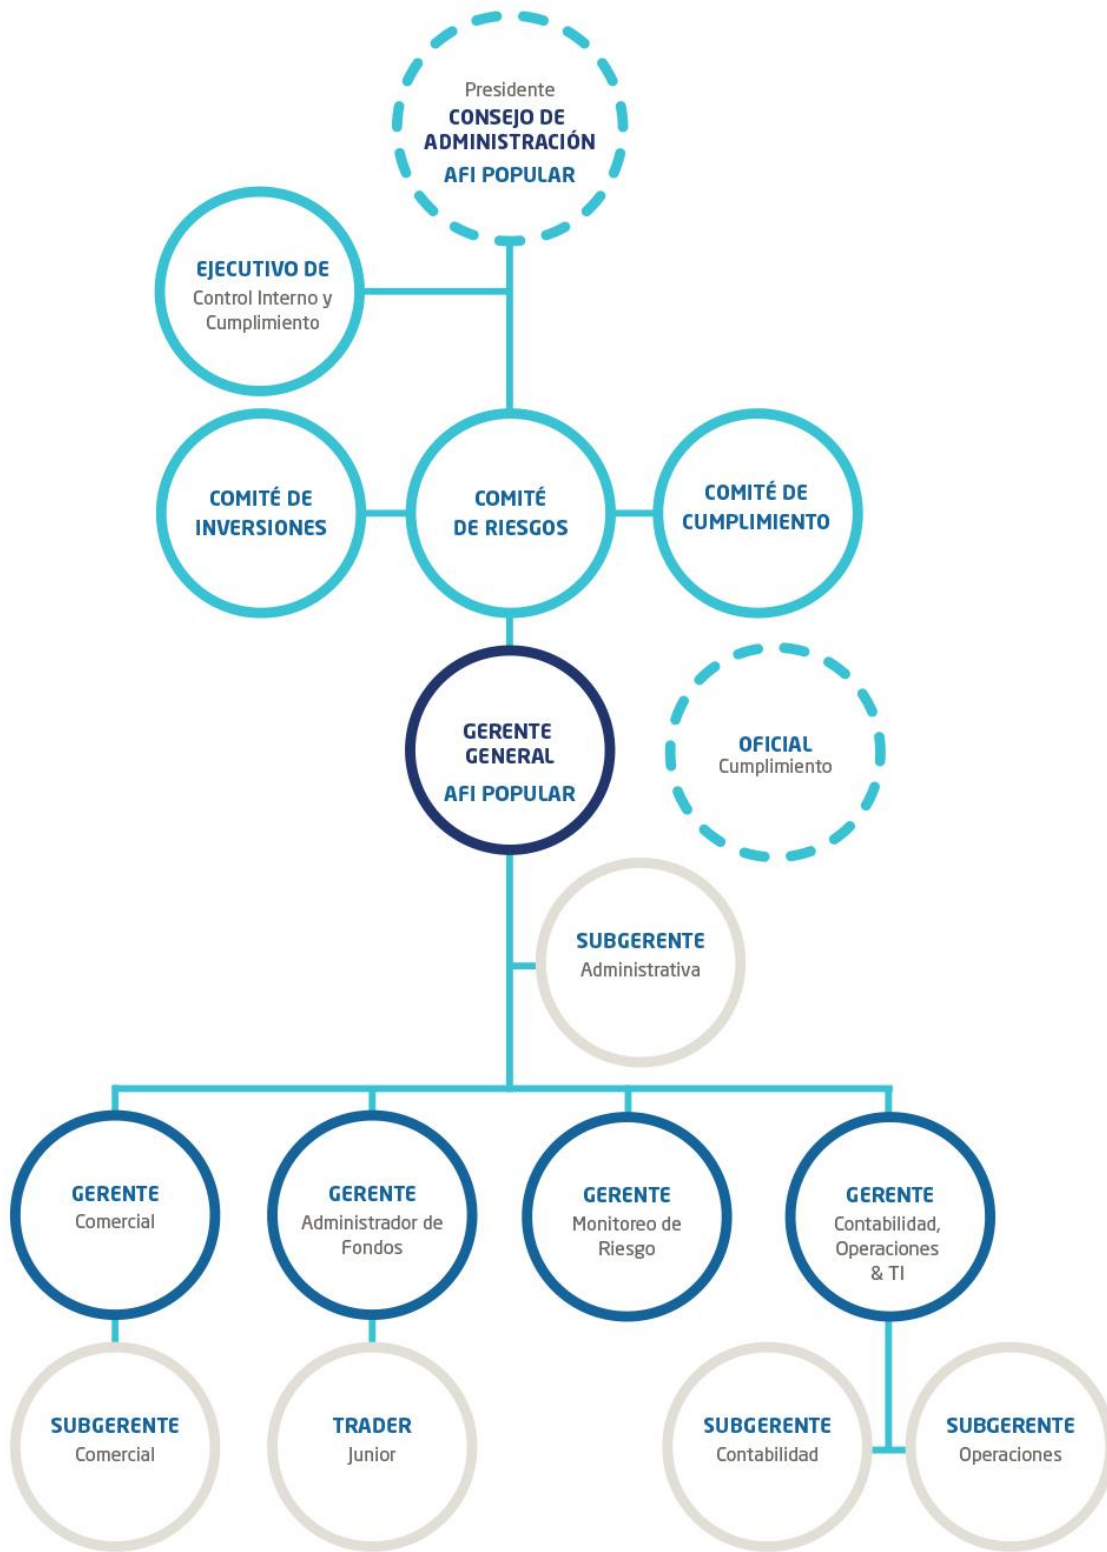 Presidente
CONSEJO DE
ADMINISTRACIÓN
AFI POPULAR
EJECUTIVO DE
Control Interno y
Cumplimiento
COMITÉ DE
INVERSIONES
COMITÉ
DE RIESGOS
COMITÉ DE
CUMPLIMIENTO
GERENTE
GENERAL
AFI POPULAR
OFICIAL
Cumplimiento
SUBGERENTE
Administrativa
GERENTE
Comercial
GERENTE
Administrador de
Fondos
GERENTE
Monitoreo de
Riesgo
GERENTE
Contabilidad,
Operaciones
& TI
SUBGERENTE
Comercial
TRADER
Junior
SUBGERENTE
Contabilidad
SUBGERENTE
Operaciones